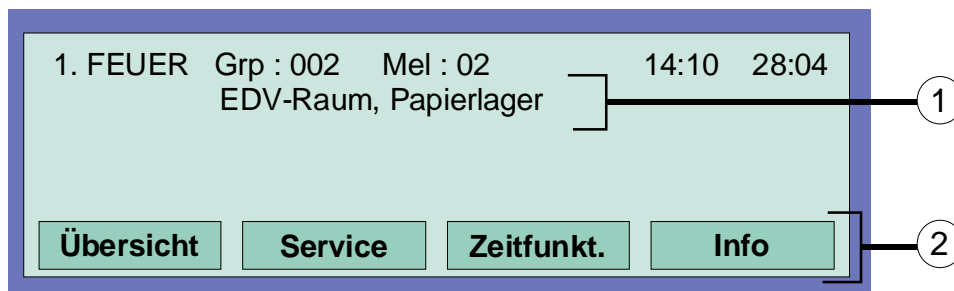 1. FEUER Grp : 002 Mel : 02 14:10 28:04
EDV-Raum, Papierlager
1
Übersicht Service Zeitfunkt. Info
2